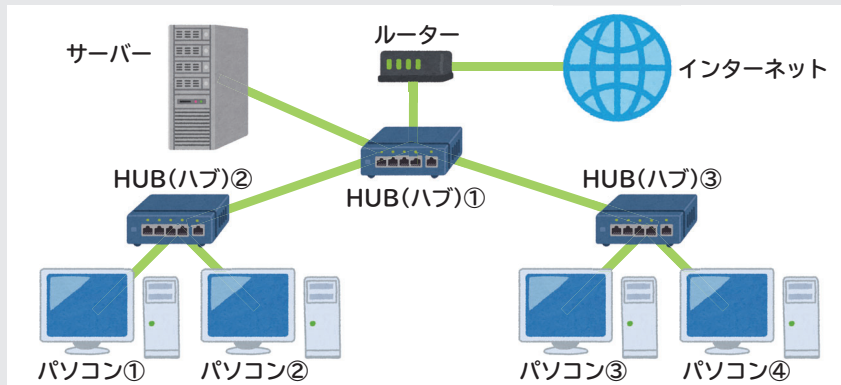 サーバー
ルーター
インターネット
HUB(ハブ)②
HUB(ハブ)①
HUB(ハブ)③
パソコン①
パソコン②
パソコン③
パソコン④